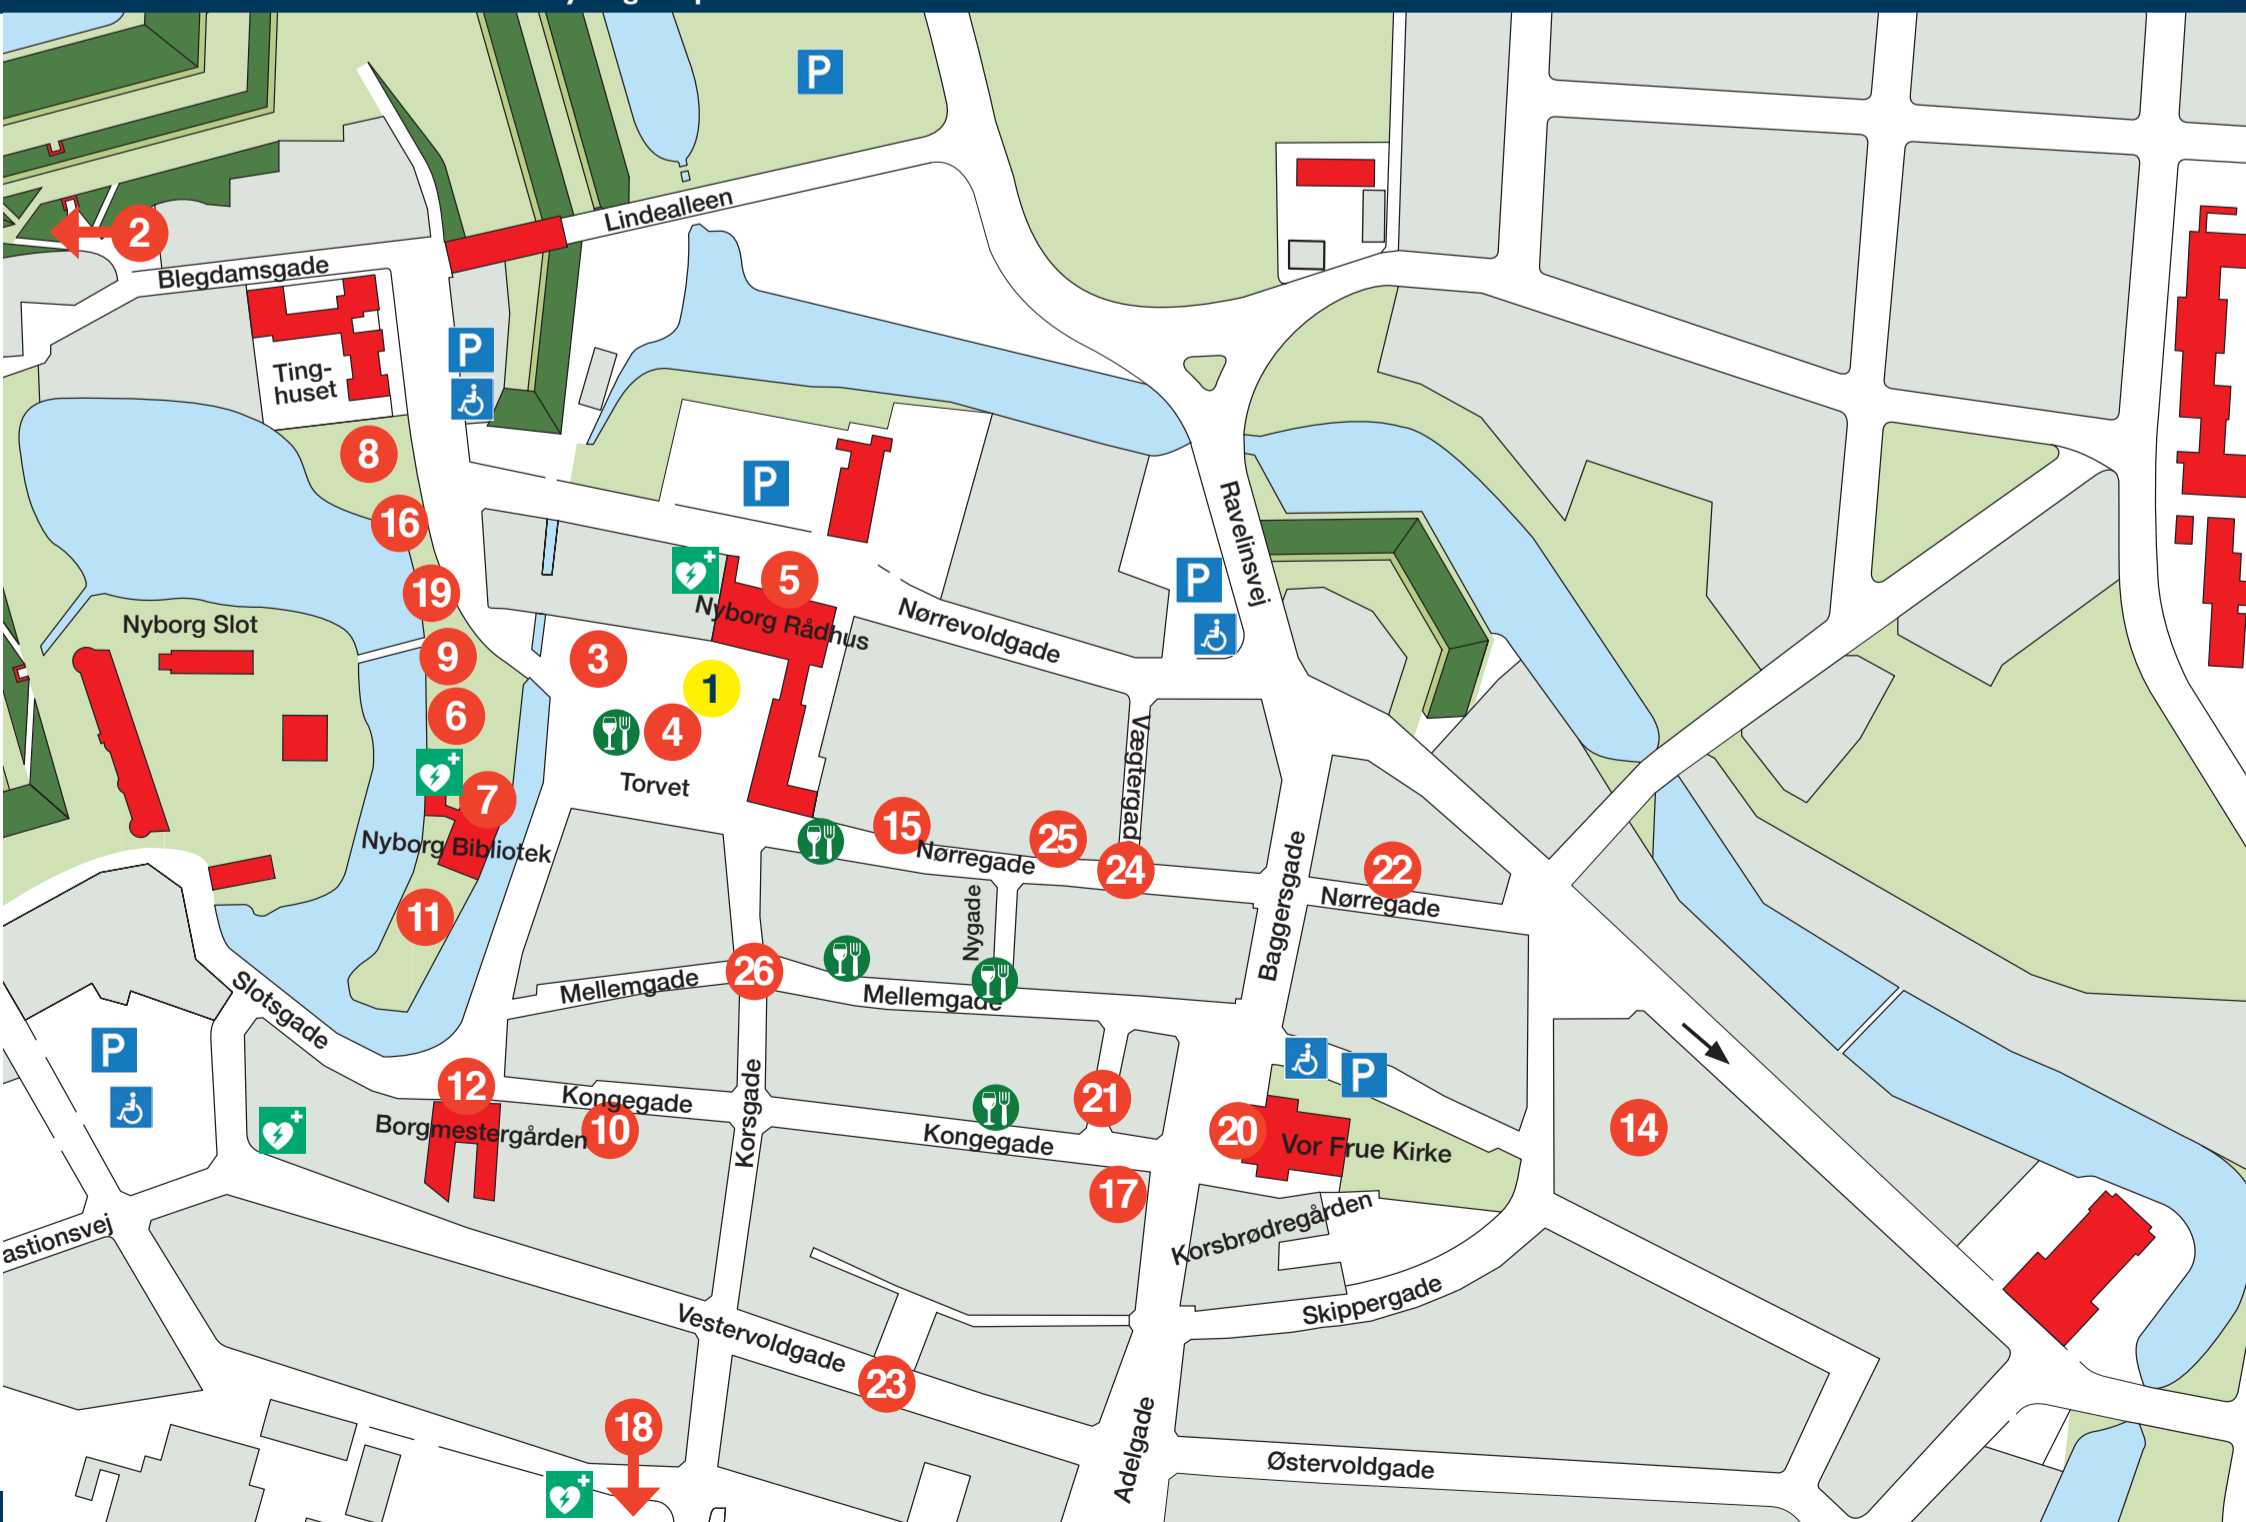 P
Lindealleen
2
Blegdamsgade
P
Ting-
huset
8
P
16
Ravelinsvej
5
P
19
Nyborg Rådhus
Nørrevoldgade
Nyborg Slot
9
3
1
6
4
Vægtergade
Torvet
7
15
25
Nørregade
24
22
Nørregade
Nyborg Bibliotek
Baggersgade
11
Nygade
26
Mellemgade
Mellemgade
Slotsgade
P
12
Kongegade
Korsgade
21
P
Borgmestergården
10
Kongegade
20
Vor Frue Kirke
14
17
Korsbrødregården
astionsvej
Skippergade
Vestervoldgade
23
18
Adelgade
Østervoldgade